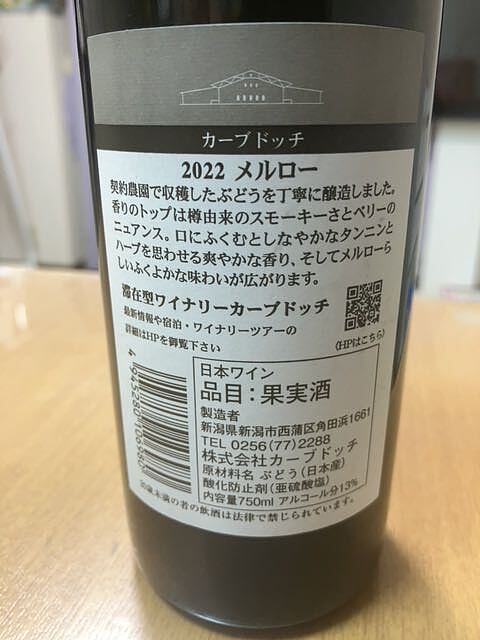 カーブドッチ
2022 メルロー
契約農園で収穫したぶどうを丁寧に醸造しました。
香りのトップは樽由来のスモーキーさとベリーの
ニュアンス。口にふくむとしなやかなタンニンと
ハーブを思わせる爽やかな香り、そしてメルローら
しいふくよかな味わいが広がります。
滞在型ワイナリーカーブドッチ
最新情報や宿泊・ワイナリーツアーの
詳細はHPを御覧下さい
(HPはこちら)
日本ワイン
品目:果実酒
製造者
新潟県新潟市西蒲区角田浜1661
TEL 0256(77)2288
株式会社カーブドッチ
原材料名 ぶどう(日本産)
酸化防止剤(亜硫酸塩)
内容量750ml アルコール分13%
20歳未満の者の飲酒は法律で禁じられています。